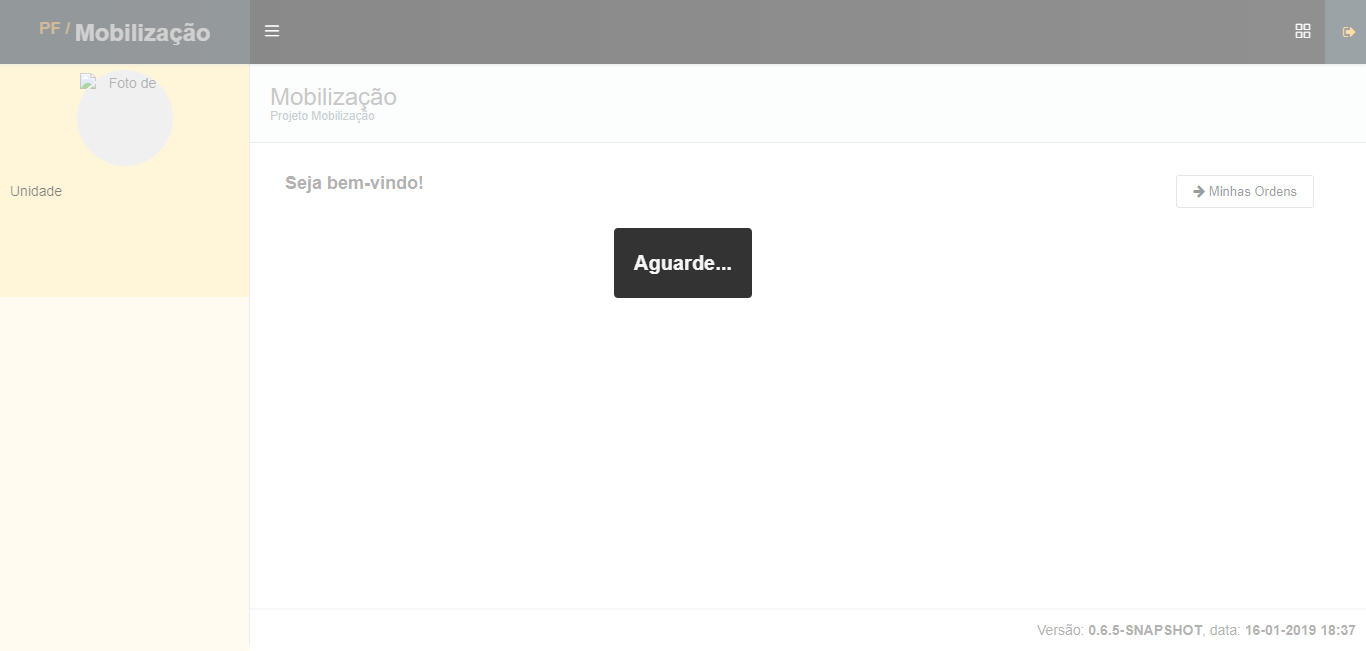 PF / Mobilização
Foto de
Unidade
Mobilização
Projeto Mobilização
Seja bem-vindo!
Minhas Ordens
Aguarde...
Versão: 0.6.5-SNAPSHOT, data: 16-01-2019 18:37